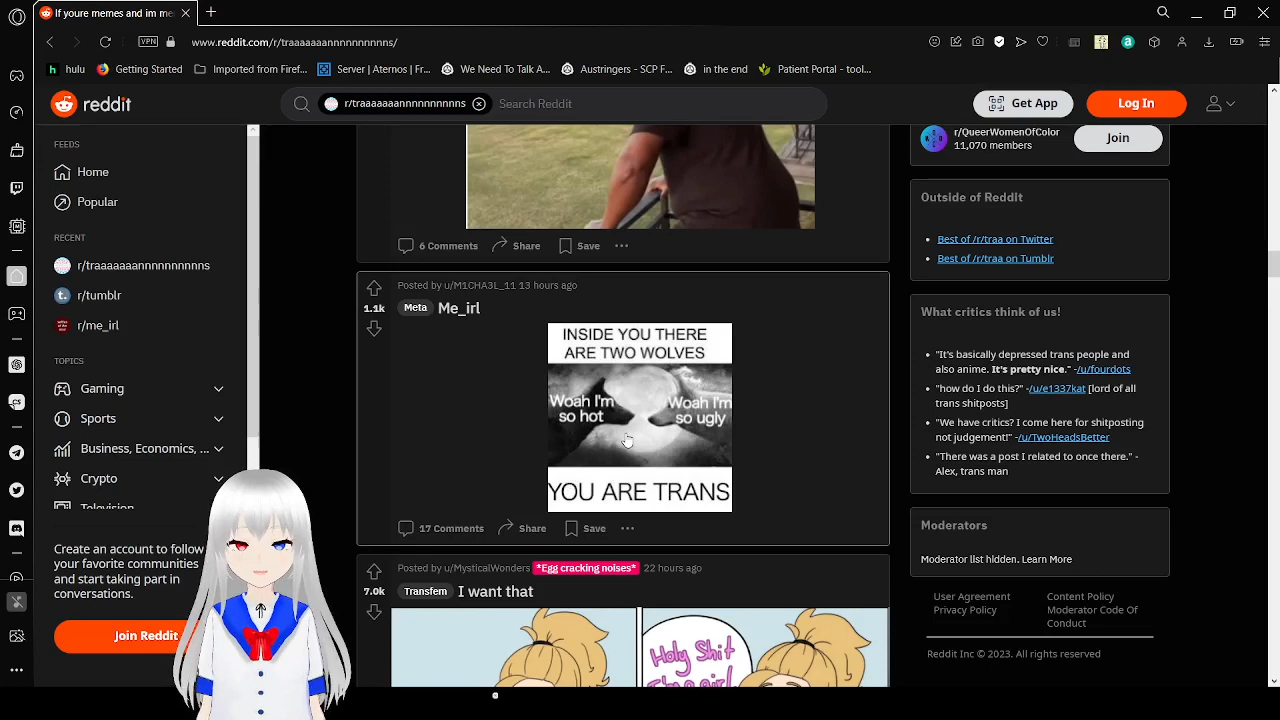 If youre memes and im me
www.reddit.com/r/traaaaaaannnnnnnnnns/
VPN
hulu
Getting Started
Imported from Firef...
Server | Aternos | Fr...
We Need To Talk A...
Austringers - SCP F...
in the end
Patient Portal - tool...
reddit
r/traaaaaaannnnnnnnnns
Search Reddit
Get App
Log In
FEEDS
Home
Popular
RECENT
r/traaaaaaannnnnnnnnns
r/tumblr
r/me_irl
TOPICS
Gaming
Sports
Business, Economics, ...
Crypto
Television
Create an account to follow
your favorite communities
and start taking part in
conversations.
Join Reddit
6 Comments
Share
Save
1.1k
Posted by u/M1CHA3L_11 13 hours ago
Meta Me_irl
INSIDE YOU THERE
ARE TWO WOLVES
Woah I'm
so hot
Woah I'm
so ugly
YOU ARE TRANS
17 Comments
Share
Save
7.0k
Posted by u/MysticalWonders *Egg cracking noises* 22 hours ago
Transfem I want that
Holy Shit
I'm a girl
r/QueerWomenOfColor
11,070 members
Join
Outside of Reddit
Best of /r/traa on Twitter
Best of /r/traa on Tumblr
What critics think of us!
"It's basically depressed trans people and
also anime. It's pretty nice." -/u/fourdots
"how do I do this?" -/u/e1337kat [lord of all
trans shitposts]
"We have critics? I come here for shitposting
not judgement!" -/u/TwoHeadsBetter
"There was a post I related to once there." -
Alex, trans man
Moderators
Moderator list hidden. Learn More
User Agreement
Privacy Policy
Content Policy
Moderator Code Of
Conduct
Reddit Inc © 2023. All rights reserved